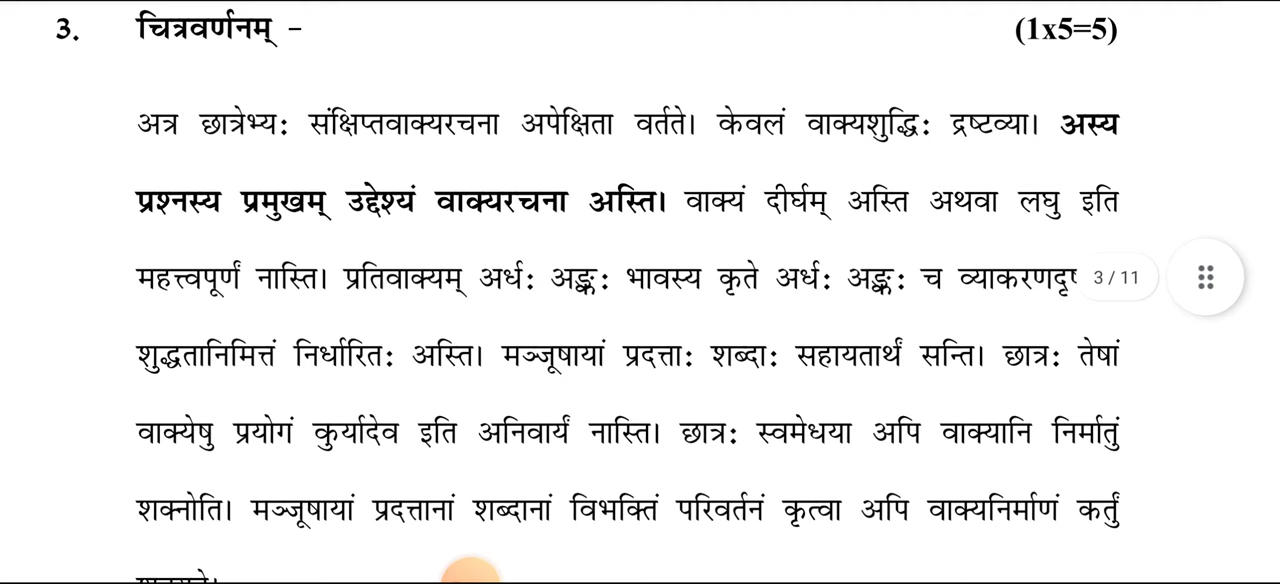 3. चित्रवर्णनम् – (1x5=5)
अत्र छात्रेभ्य: संक्षिप्तवाक्यरचना अपेक्षिता वर्तते। केवलं वाक्यशुद्धि: द्रष्टव्या। अस्य
प्रश्नस्य प्रमुखम् उद्देश्यं वाक्यरचना अस्ति। वाक्यं दीर्घम् अस्ति अथवा लघु इति
महत्त्वपूर्णं नास्ति। प्रतिवाक्यम् अर्ध: अङ्क: भावस्य कृते अर्ध: अङ्क: च 3 / 11
शुद्धतानिमित्तं निर्धारित: अस्ति। मञ्जूषायां प्रदत्ता: शब्दा: सहायतार्थं सन्ति। छात्र: तेषां
वाक्येषु प्रयोगं कुर्यादेव इति अनिवार्यं नास्ति। छात्र: स्वमेधया अपि वाक्यानि निर्मातुं
शक्नोति। मञ्जूषायां प्रदत्तानां शब्दानां विभक्तिं परिवर्तनं कृत्वा अपि वाक्यनिर्माणं कर्तुं